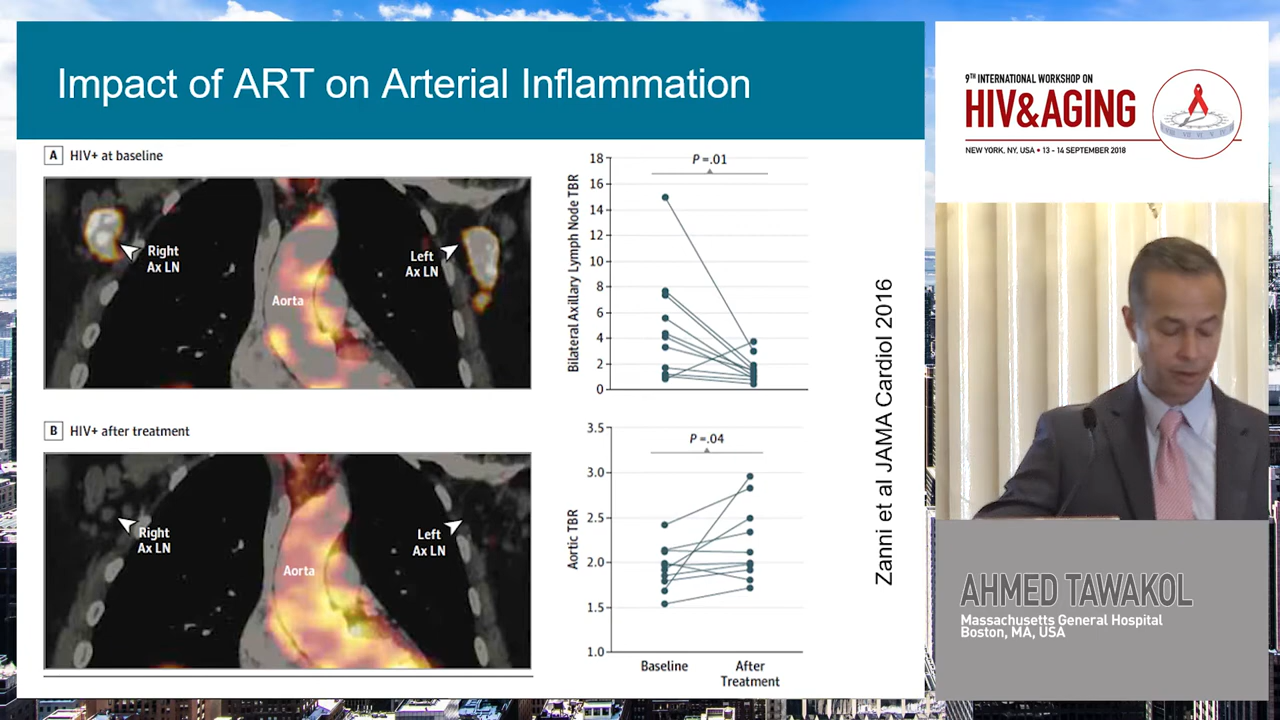 Impact of ART on Arterial Inflammation
A HIV+ at baseline
Right
Ax LN
Left
Ax LN
Aorta
B HIV+ after treatment
Right
Ax LN
Left
Ax LN
Aorta
Bilateral Axillary Lymph Node TBR
18
16
14
12
10
8
6
4
2
0
P =.01
Aortic TBR
3.5
3.0
2.5
2.0
1.5
1.0
P =.04
Baseline
After
Treatment
Zanni et al JAMA Cardiol 2016
9TH INTERNATIONAL WORKSHOP ON
HIV&AGING
NEW YORK, NY, USA • 13 - 14 SEPTEMBER 2018
AHMED TAWAKOL
Massachusetts General Hospital
Boston, MA, USA